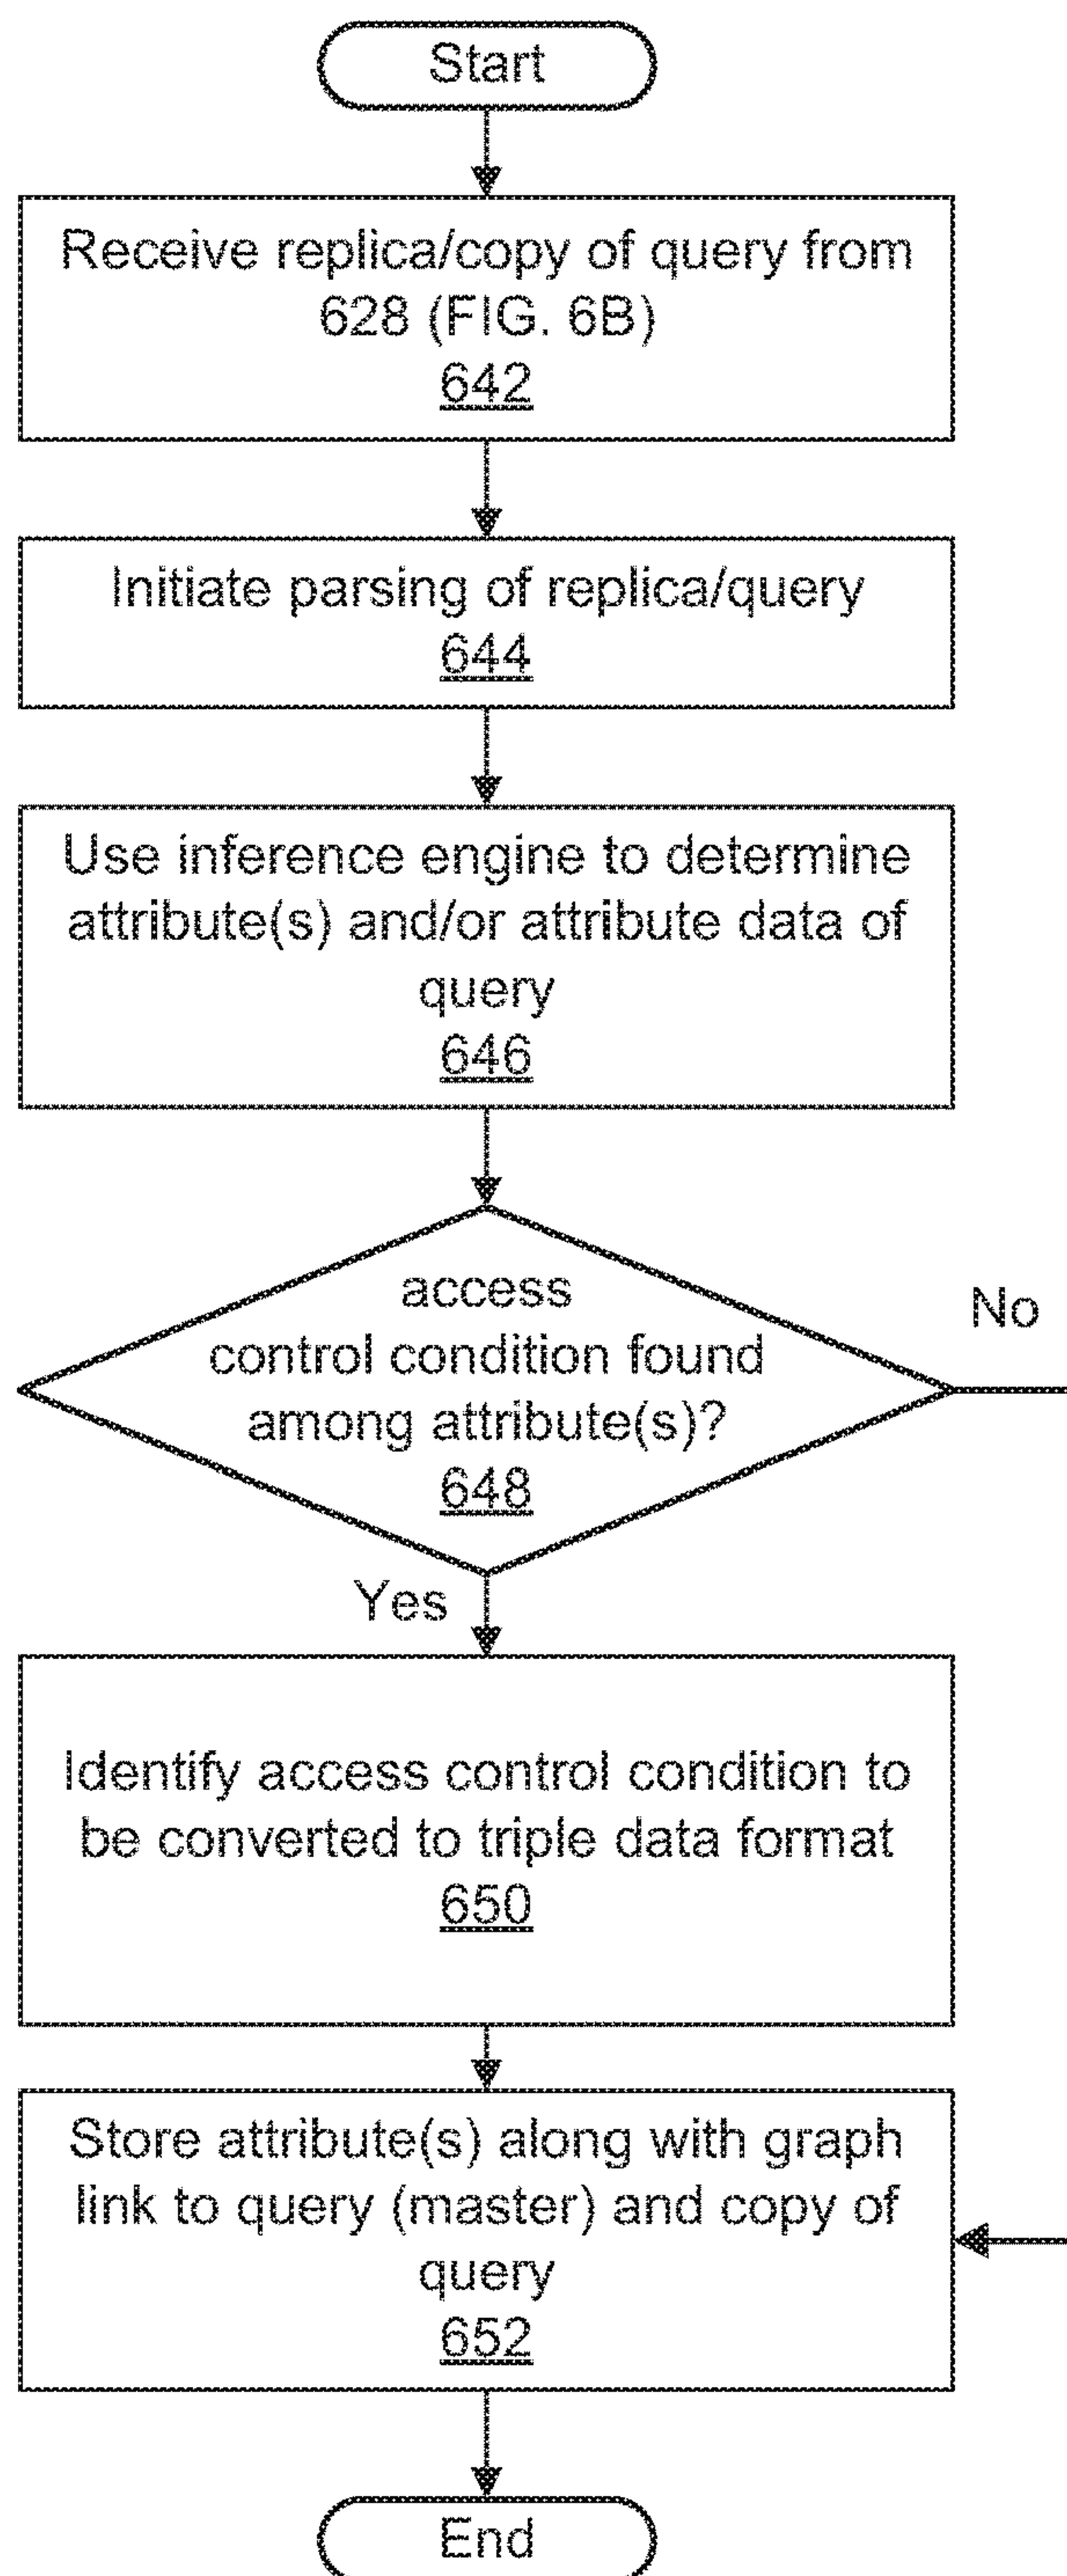 Start
Receive replica/copy of query from
628 (FIG. 6B)
642
Initiate parsing of replica/query
644
Use inference engine to determine
attribute(s) and/or attribute data of
query
646
access
control condition found
among attribute(s)?
648
No
Yes
Identify access control condition to
be converted to triple data format
650
Store attribute(s) along with graph
link to query (master) and copy of
query
652
End